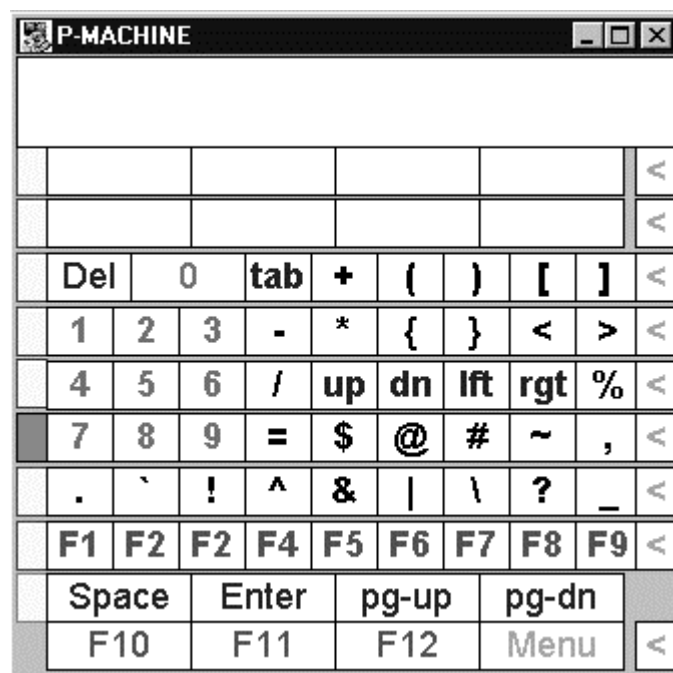 P-MACHINE
<
<
Del 0 tab + ( ) [ ] <
1 2 3 - * { } < > <
4 5 6 / up dn lft rgt % <
7 8 9 = $ @ # ~ , <
. ` ! ^ & | \ ? _ <
F1 F2 F2 F4 F5 F6 F7 F8 F9 <
Space Enter pg-up pg-dn
F10 F11 F12 Menu <